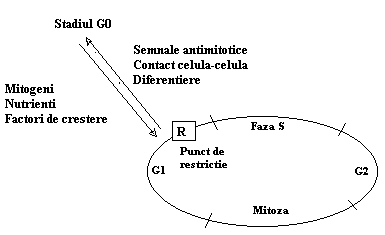 Stadiul G0
Semnale antimitotice
Contact celula-celula
Diferentiere
Mitogeni
Nutrienti
Factori de crestere
R
Faza S
Punct de
restrictie
G1
G2
Mitoza